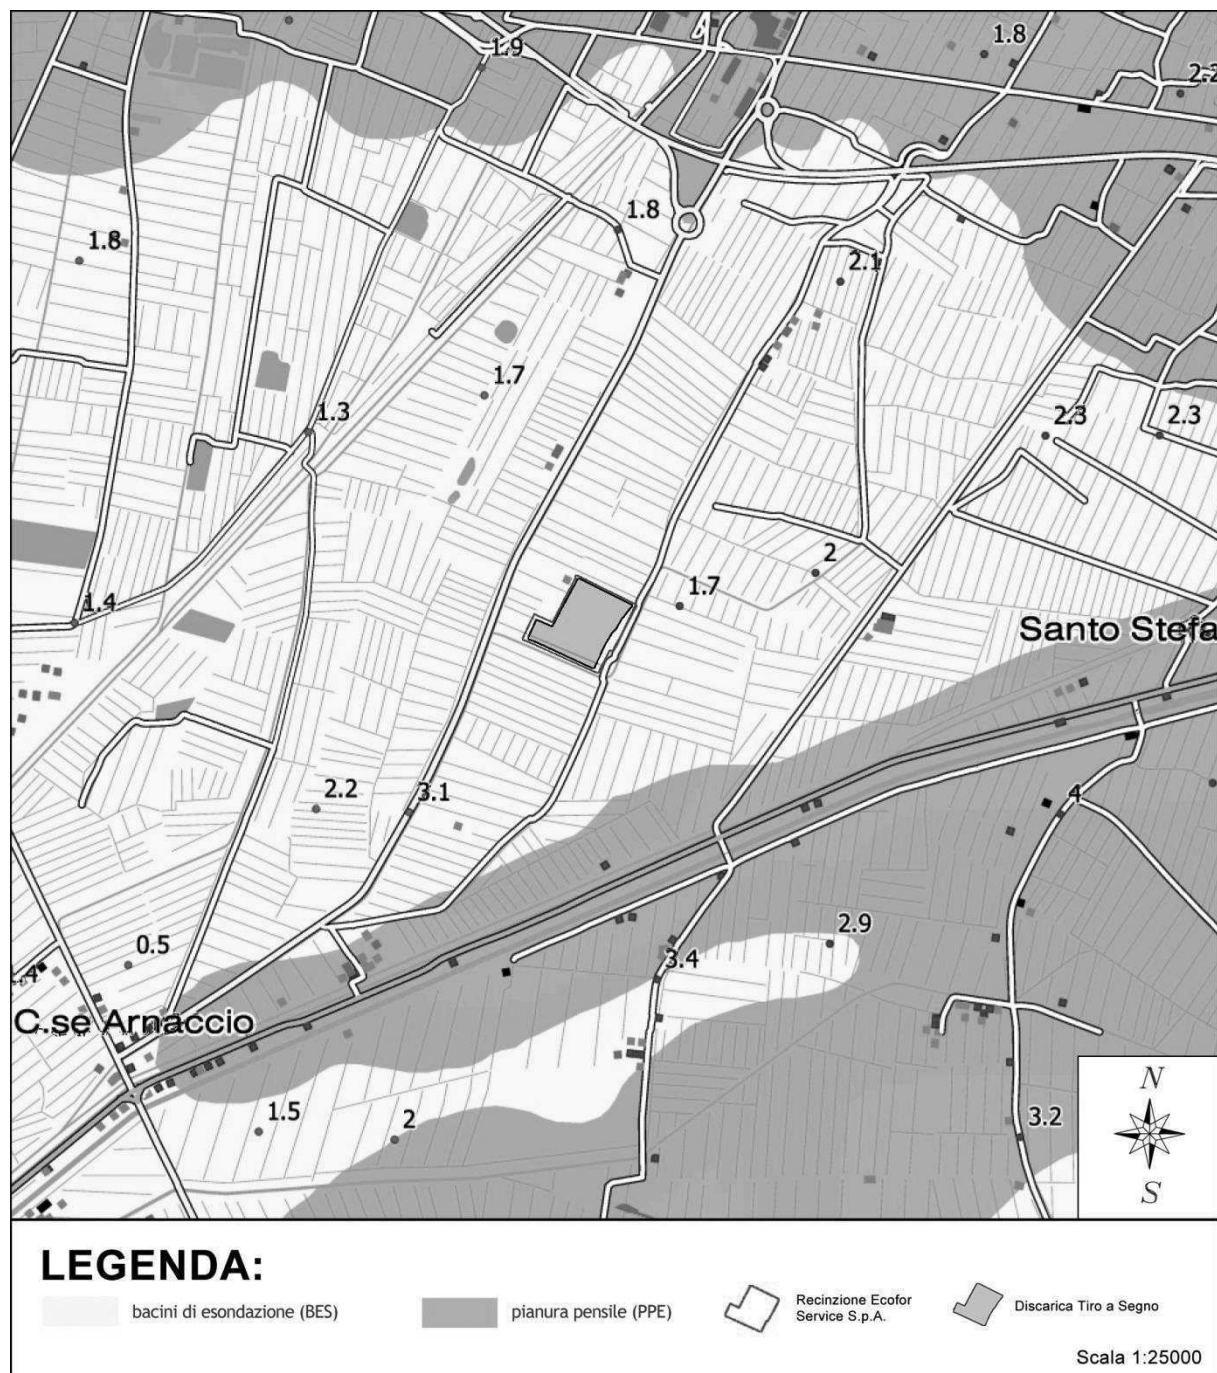 1.9
1.8
2.2
1.8
1.8
2.1
1.7
1.3
2.3
2.3
2
1.7
1.4
Santo Stefa
2.2
3.1
4
0.5
2.9
3.4
.4
C.se Arnaccio
1.5
2
3.2
N
S
LEGENDA:
bacini di esondazione (BES)
pianura pensile (PPE)
Recinzione Ecofor
Service S.p.A.
Discarica Tiro a Segno
Scala 1:25000